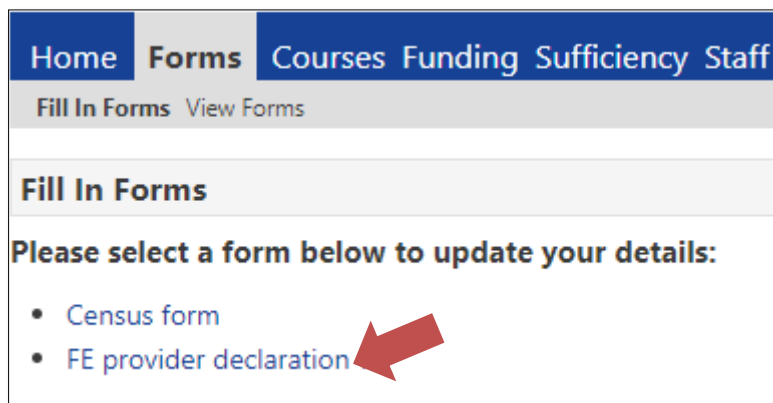 Home Forms Courses Funding Sufficiency Staff
Fill In Forms View Forms
Fill In Forms
Please select a form below to update your details:
• Census form
• FE provider declaration